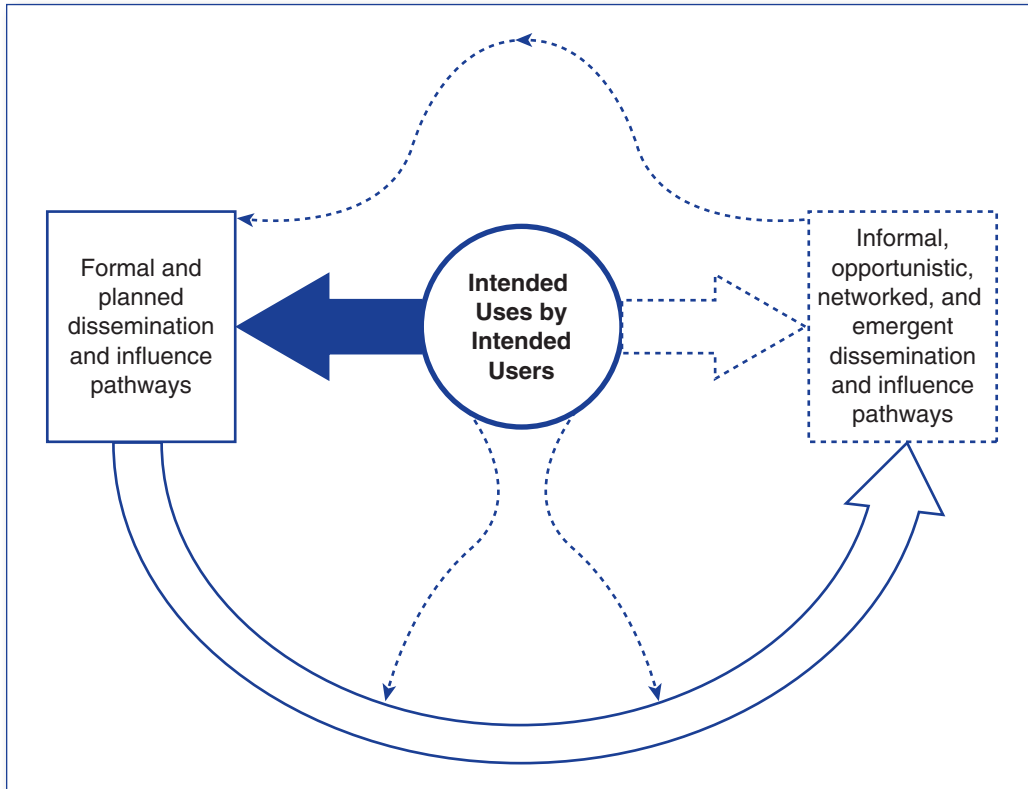 Formal and
planned
dissemination
and influence
pathways
Intended
Uses by
Intended
Users
Informal,
opportunistic,
networked, and
emergent
dissemination
and influence
pathways